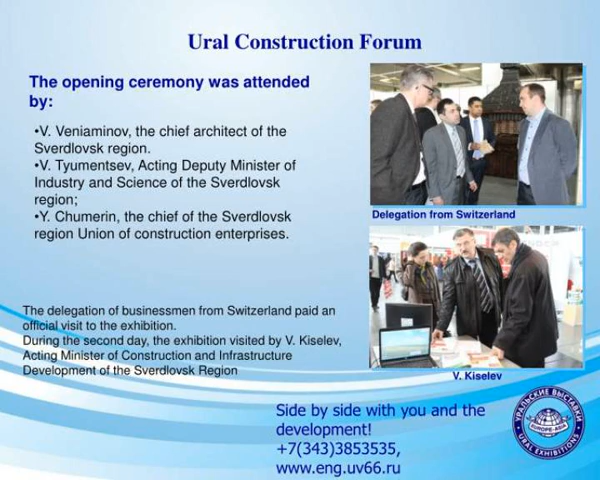 Ural Construction Forum
The opening ceremony was attended
by:
•V. Veniaminov, the chief architect of the
Sverdlovsk region.
•V. Tyumentsev, Acting Deputy Minister of
Industry and Science of the Sverdlovsk
region;
•Y. Chumerin, the chief of the Sverdlovsk
region Union of construction enterprises.
Delegation from Switzerland
The delegation of businessmen from Switzerland paid an
official visit to the exhibition.
During the second day, the exhibition visited by V. Kiselev,
Acting Minister of Construction and Infrastructure
Development of the Sverdlovsk Region
V. Kiselev
Side by side with you and the
development!
+7(343)3853535,
www.eng.uv66.ru
УРАЛЬСКИЕ ВЫСТАВКИ
EUROPE-ASIA
URAL EXHIBITIONS